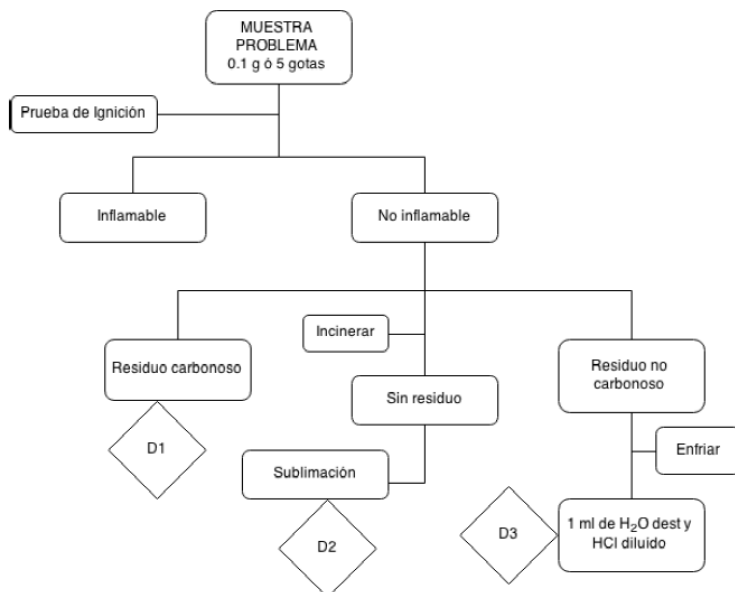 MUESTRA
PROBLEMA
0.1 g ó 5 gotas
Prueba de Ignición
Inflamable
No inflamable
Incinerar
Residuo carbonoso
Residuo no
carbonoso
Sin residuo
D1
Enfriar
Sublimación
D2
D3
1 ml de H₂O dest y
HCl diluido